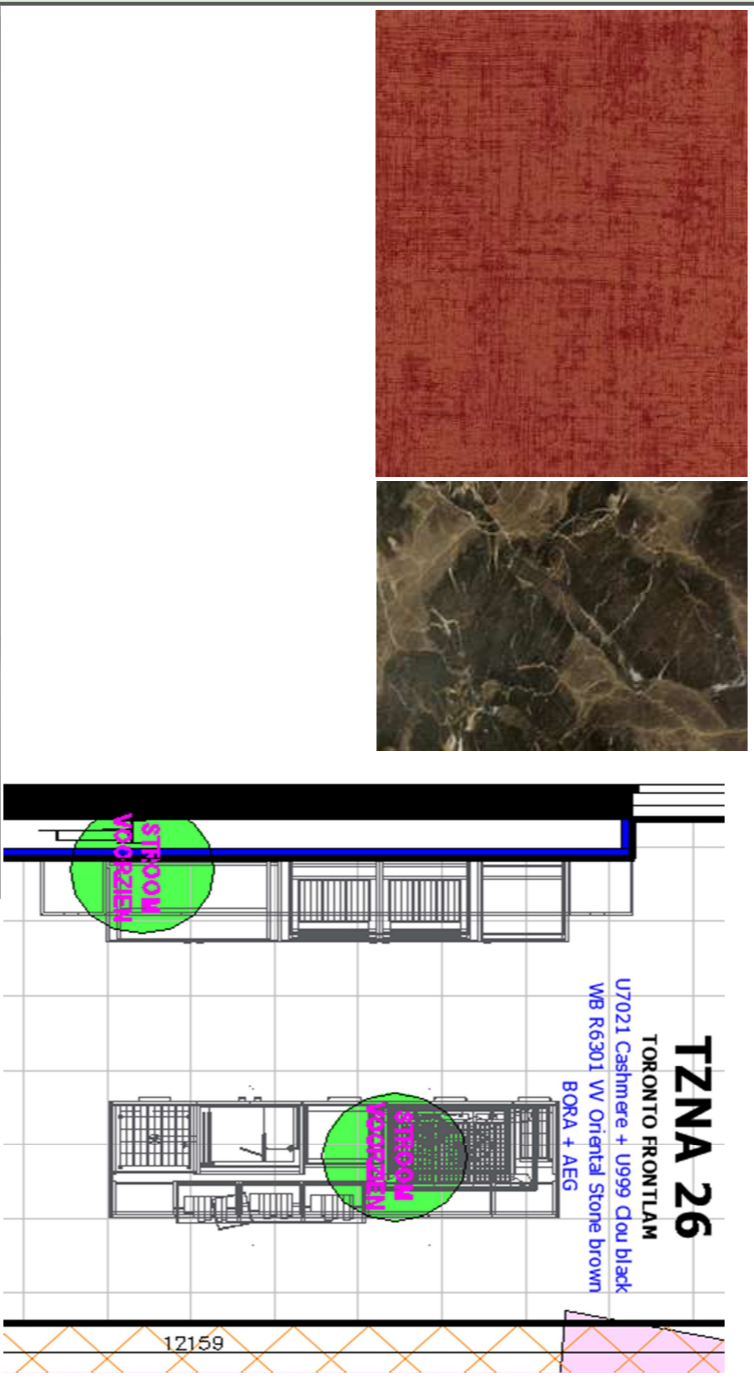 STROOM
VOORZIEN
TZNA 26
TORONTO FRONTLAM
U7021 Cashmere + U999 Clou black
WB R6301 VV Oriental Stone brown
BORA + AEG
STROOM
VOORZIEN
12159